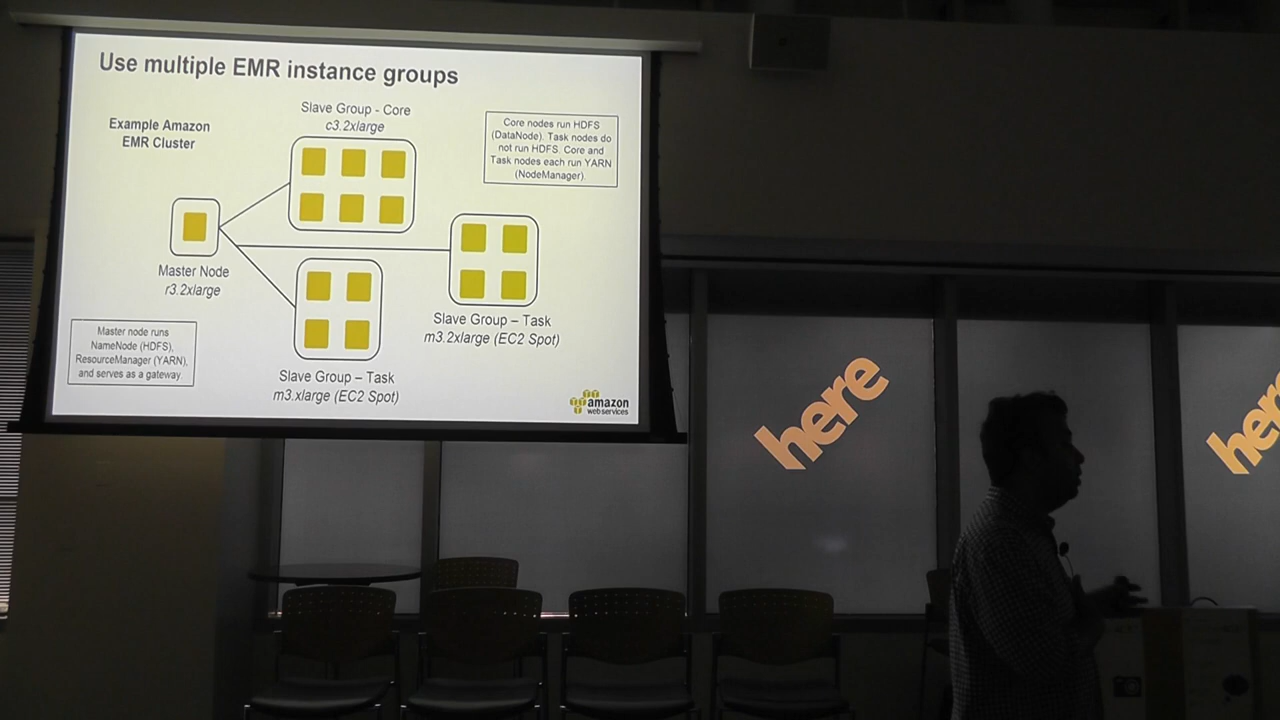 Use multiple EMR instance groups
Example Amazon
EMR Cluster
Slave Group - Core
c3.2xlarge
Core nodes run HDFS
(DataNode). Task nodes do
not run HDFS. Core and
Task nodes each run YARN
(NodeManager).
Master Node
r3.2xlarge
Master node runs
NameNode (HDFS),
ResourceManager (YARN),
and serves as a gateway.
Slave Group – Task
m3.xlarge (EC2 Spot)
Slave Group – Task
m3.2xlarge (EC2 Spot)
amazon
web services
here
her